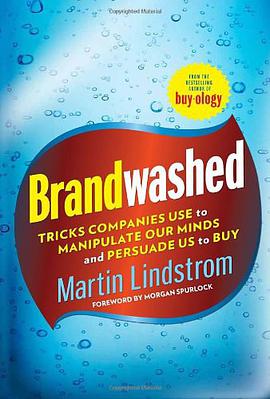 FROM THE
BESTSELLING
AUTHOR OF
buy·ology
Brandwashed
TRICKS COMPANIES USE to
MANIPULATE OUR MINDS
and PERSUADE US to BUY
Martin Lindstrom
FOREWORD BY MORGAN SPURLOCK